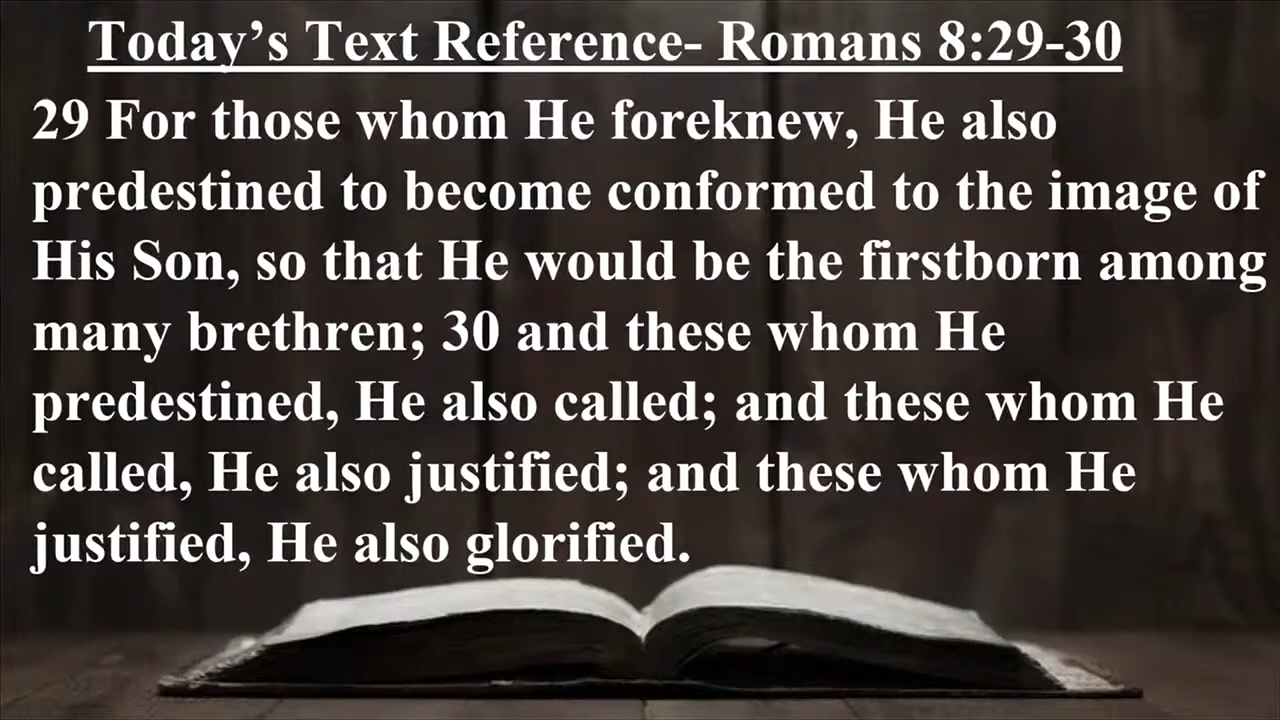 Today’s Text Reference- Romans 8:29-30
29 For those whom He foreknew, He also
predestined to become conformed to the image of
His Son, so that He would be the firstborn among
many brethren; 30 and these whom He
predestined, He also called; and these whom He
called, He also justified; and these whom He
justified, He also glorified.